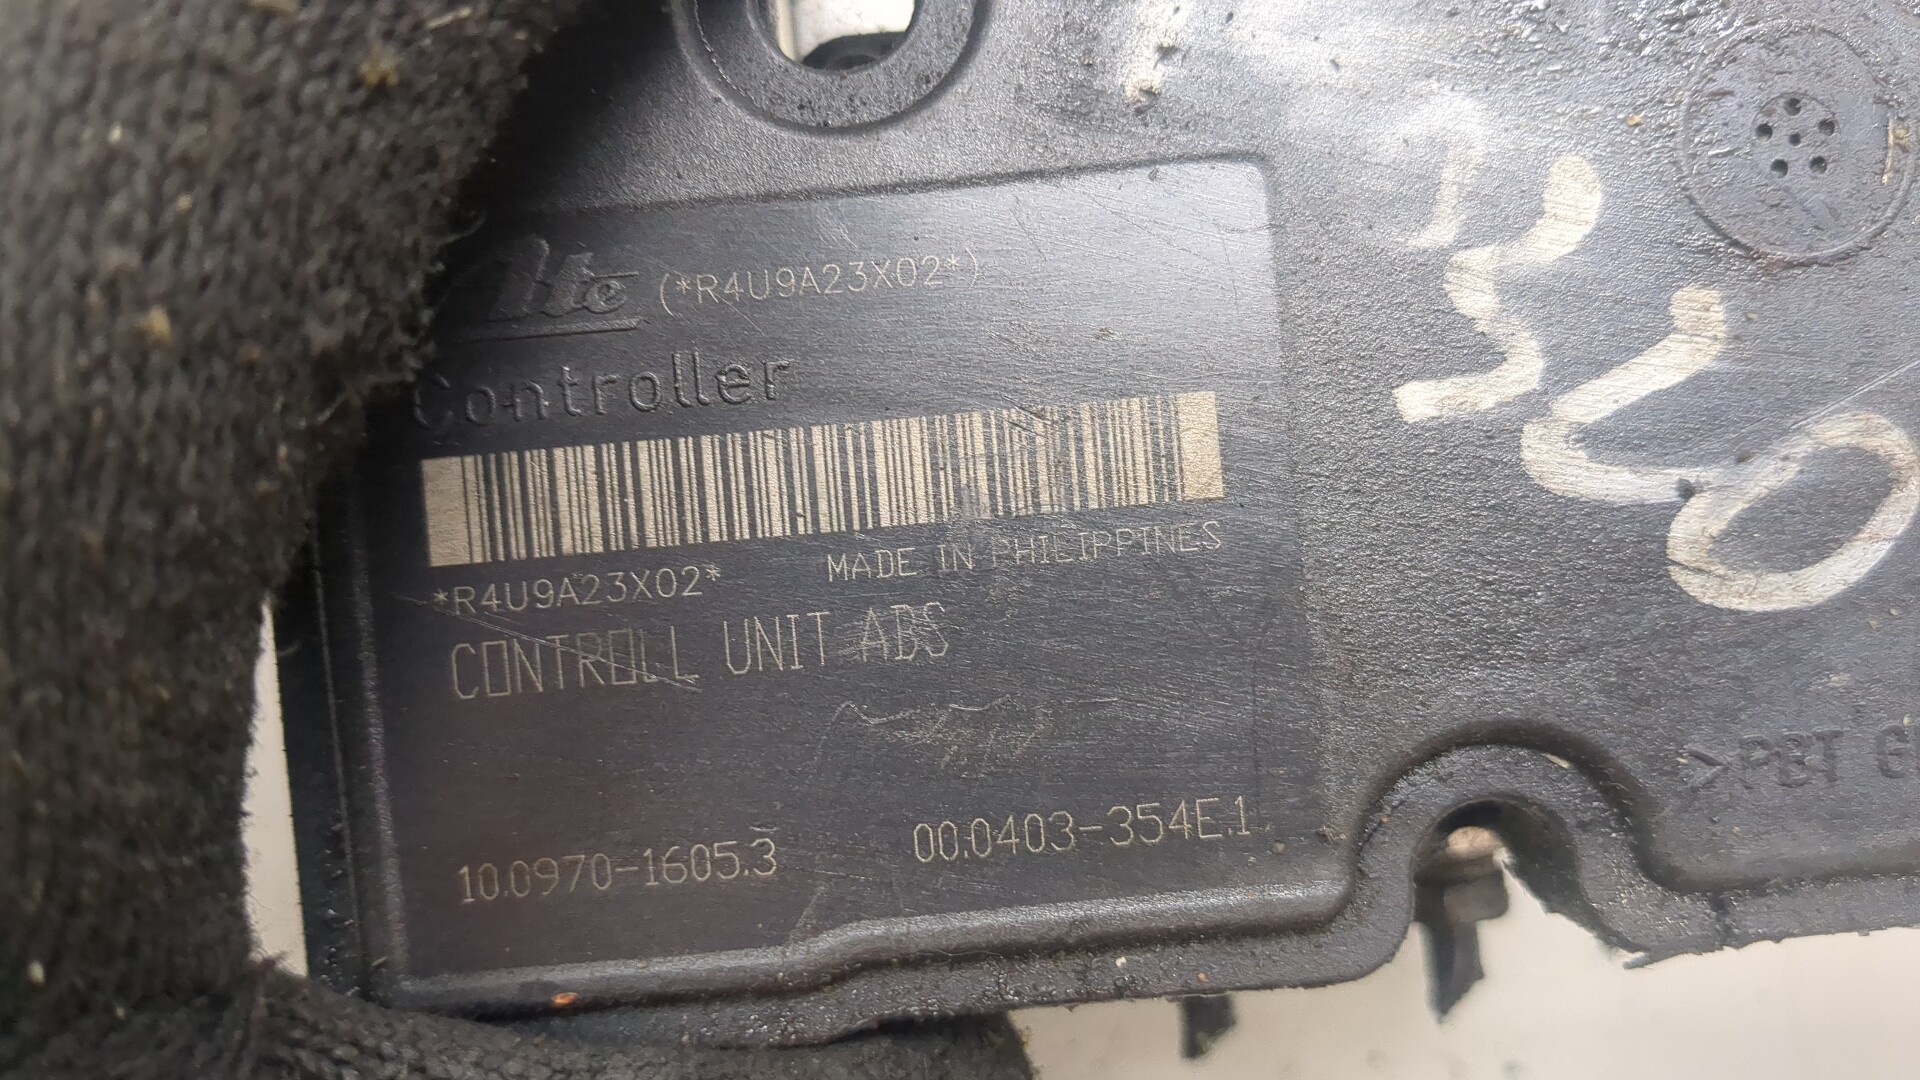 Ate (*R4U9A23X02*)
Controller
*R4U9A23X02* MADE IN PHILIPPINES
CONTROLL UNIT ABS
10.0970-1605.3 00.0403-354E.1
>PBT